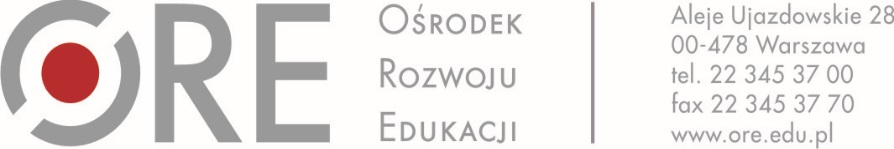 ORE
Ośrodek
Rozwoju
Edukacji
Aleje Ujazdowskie 28
00-478 Warszawa
tel. 22 345 37 00
fax 22 345 37 70
www.ore.edu.pl